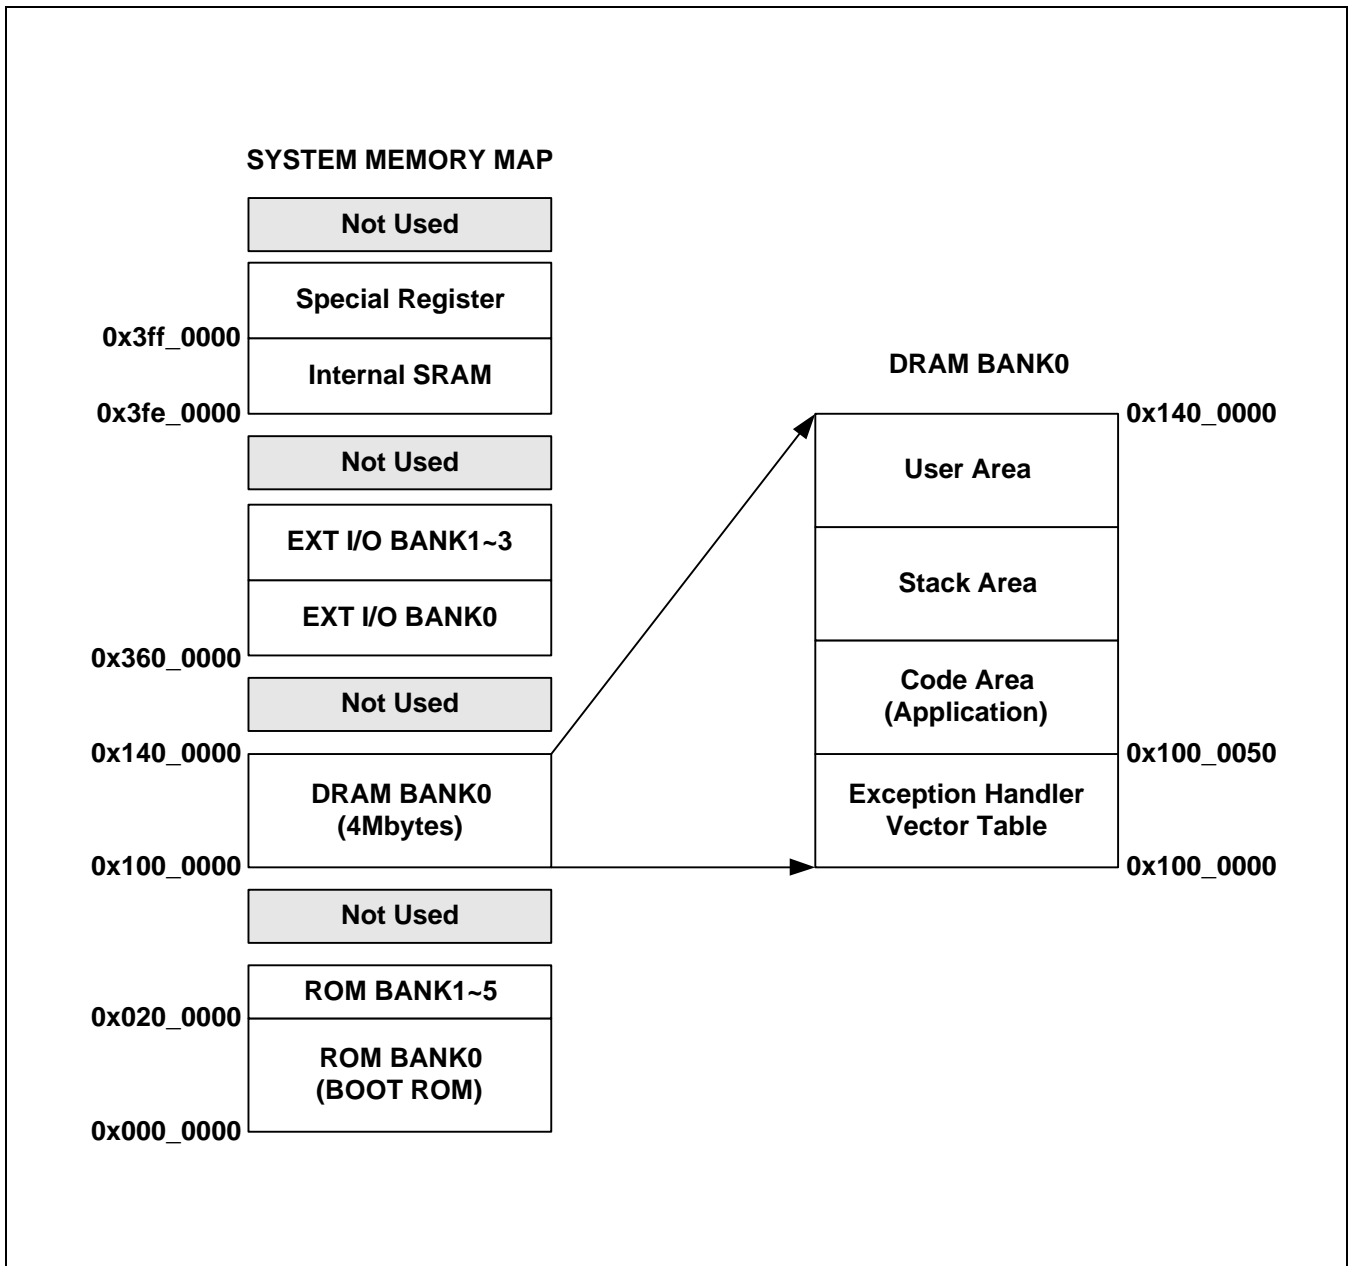 SYSTEM MEMORY MAP
Not Used
Special Register
0x3ff_0000
Internal SRAM
0x3fe_0000
Not Used
EXT I/O BANK1~3
EXT I/O BANK0
0x360_0000
Not Used
0x140_0000
DRAM BANK0
(4Mbytes)
0x100_0000
Not Used
ROM BANK1~5
0x020_0000
ROM BANK0
(BOOT ROM)
0x000_0000
DRAM BANK0
0x140_0000
User Area
Stack Area
Code Area
(Application)
0x100_0050
Exception Handler
Vector Table
0x100_0000